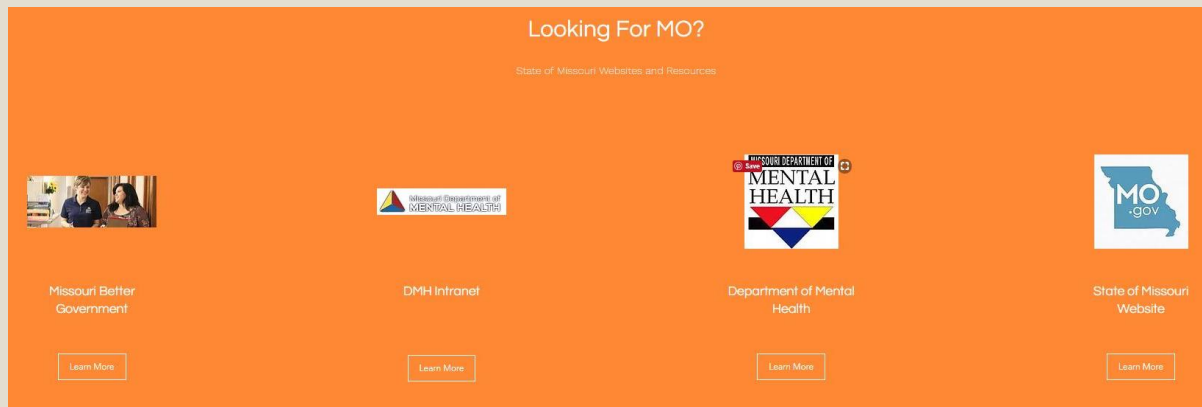 Looking For MO?
State of Missouri Websites and Resources
Missouri Department of
MENTAL HEALTH
Save
MISSOURI DEPARTMENT OF
MENTAL
HEALTH
MO
.gov
Missouri Better
Government
DMH Intranet
Department of Mental
Health
State of Missouri
Website
Learn More
Learn More
Learn More
Learn More